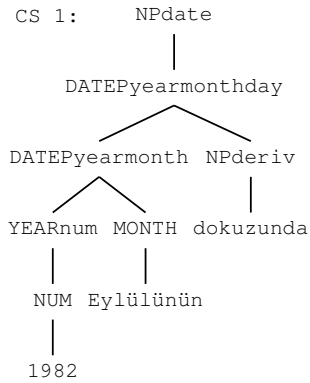 CS 1: NPdate
DATEPyearmonthday
DATEPyearmonth NPderiv
YEARnum MONTH dokuzunda
NUM Eylülünün
1982